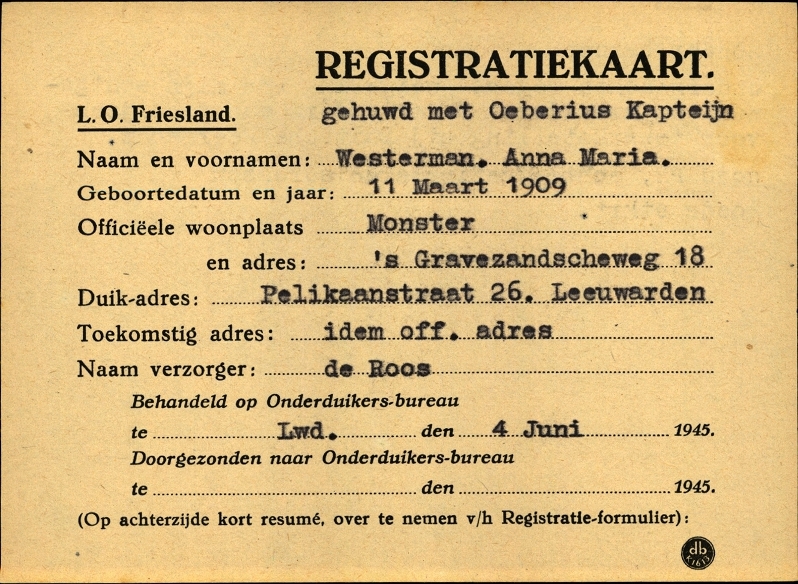 REGISTRATIEKAART.
L. O. Friesland. gehuwd met Oeberius Kapteijn
Naam en voornamen: Westerman. Anna Maria.
Geboortedatum en jaar: 11 Maart 1909
Officiëele woonplaats Monster
en adres: 's Gravezandscheweg 18
Duik-adres: Pelikaanstraat 26. Leeuwarden
Toekomstig adres: idem off. adres
Naam verzorger: de Roos
Behandeld op Onderduikers-bureau
te Lwd. den 4 Juni 1945.
Doorgezonden naar Onderduikers-bureau
te den 1945.
(Op achterzijde kort resumé, over te nemen v/h Registratie-formulier):
db
K1613